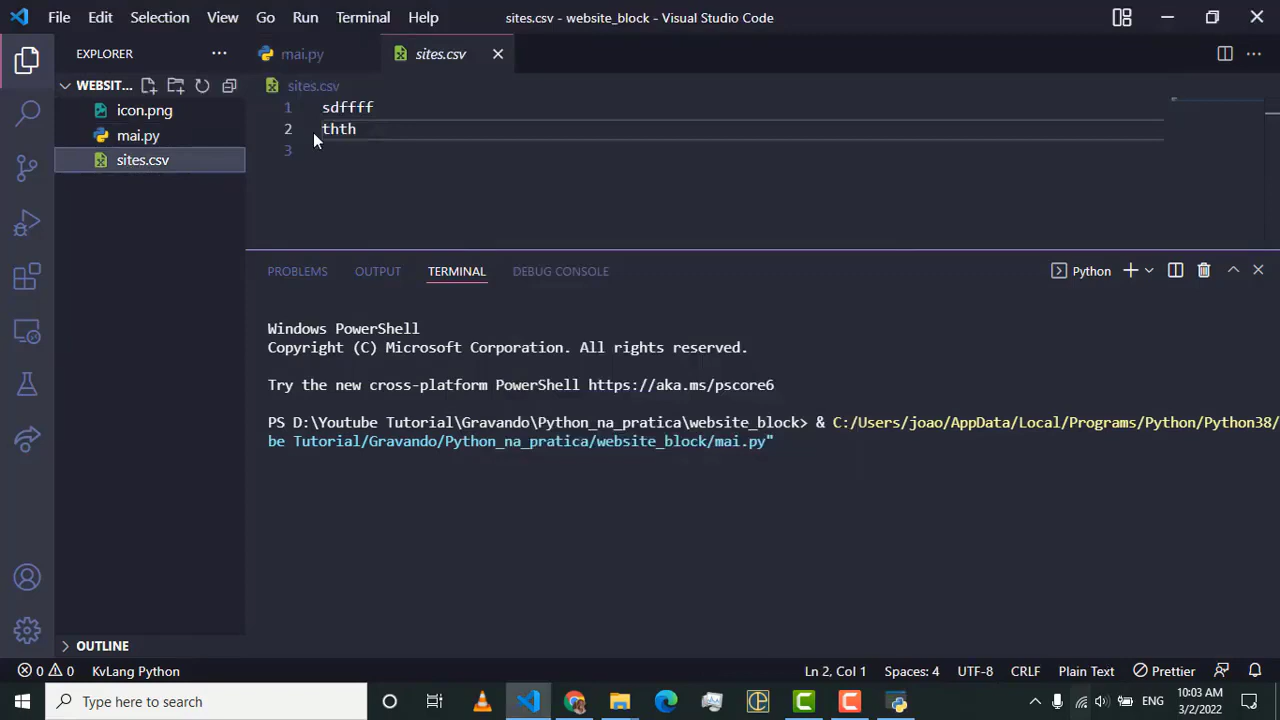 File Edit Selection View Go Run Terminal Help sites.csv - website_block - Visual Studio Code
EXPLORER ··· mai.py sites.csv
WEBSIT... sites.csv
icon.png
mai.py
sites.csv
1 sdffff
2 thth
3
PROBLEMS OUTPUT TERMINAL DEBUG CONSOLE Python
Windows PowerShell
Copyright (C) Microsoft Corporation. All rights reserved.
Try the new cross-platform PowerShell https://aka.ms/pscore6
PS D:\Youtube Tutorial\Gravando\Python_na_pratica\website_block> & C:/Users/joao/AppData/Local/Programs/Python/Python38/
be Tutorial/Gravando/Python_na_pratica/website_block/mai.py"
OUTLINE
0 0 KvLang Python Ln 2, Col 1 Spaces: 4 UTF-8 CRLF Plain Text Prettier
Type here to search ENG 10:03 AM
3/2/2022